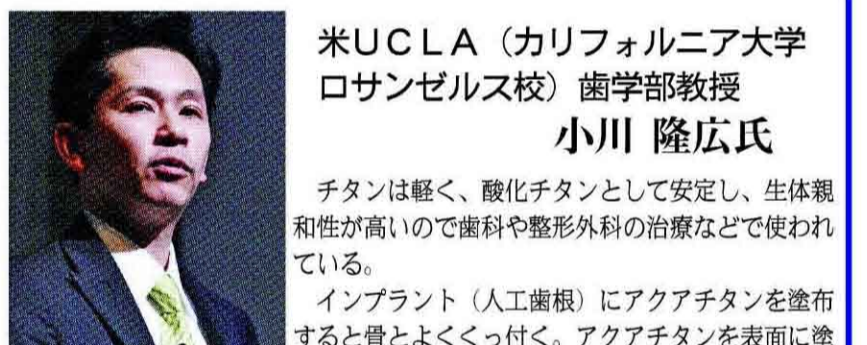 米ＵＣＬＡ（カリフォルニア大学
ロサンゼルス校）歯学部教授
小川 隆広氏
チタンは軽く、酸化チタンとして安定し、生体親
和性が高いので歯科や整形外科の治療などで使われ
ている。
インプラント（人工歯根）にアクアチタンを塗布
すると骨とよくくっ付く。アクアチタンを表面に塗